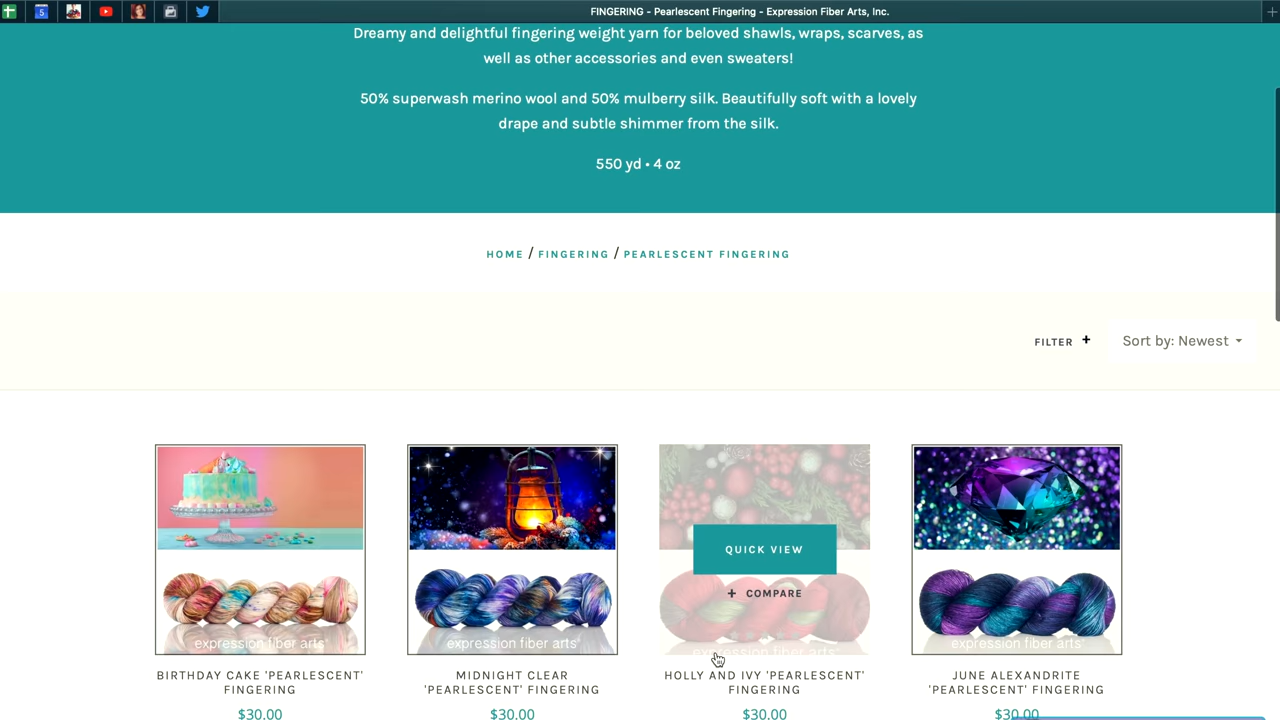 5
FINGERING - Pearlescent Fingering - Expression Fiber Arts, Inc.
Dreamy and delightful fingering weight yarn for beloved shawls, wraps, scarves, as
well as other accessories and even sweaters!
50% superwash merino wool and 50% mulberry silk. Beautifully soft with a lovely
drape and subtle shimmer from the silk.
550 yd • 4 oz
HOME / FINGERING / PEARLESCENT FINGERING
FILTER +
Sort by: Newest
QUICK VIEW
+ COMPARE
expression fiber arts
expression fiber arts
expression fiber arts
expression fiber arts
BIRTHDAY CAKE 'PEARLESCENT'
FINGERING
$30.00
MIDNIGHT CLEAR
'PEARLESCENT' FINGERING
$30.00
HOLLY AND IVY 'PEARLESCENT'
FINGERING
$30.00
JUNE ALEXANDRITE
'PEARLESCENT' FINGERING
$30.00